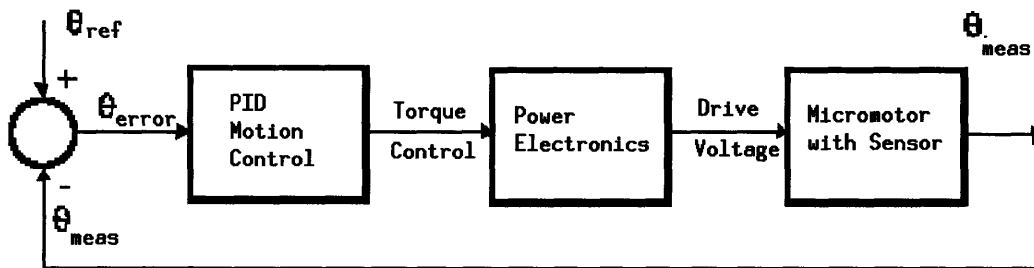 θref
+
θerror
-
θmeas
PID
Motion
Control
Torque
Control
Power
Electronics
Drive
Voltage
Micromotor
with Sensor
θmeas